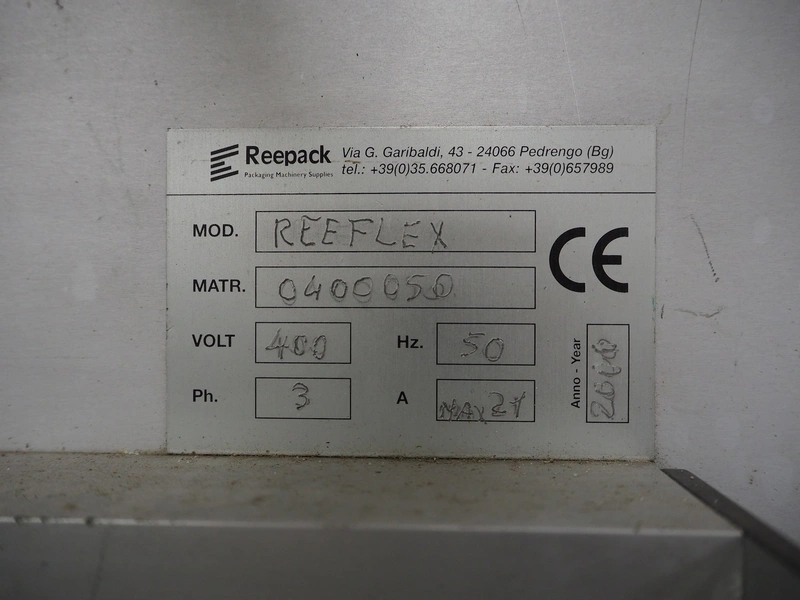 Reepack
Packaging Machinery Supplies
Via G. Garibaldi, 43 - 24066 Pedrengo (Bg)
tel.: +39(0)35.668071 - Fax: +39(0)657989
MOD. REEFLEX
MATR. 0400050
VOLT 400 Hz. 50
Ph. 3 A MAX 21
Anno - Year
CE